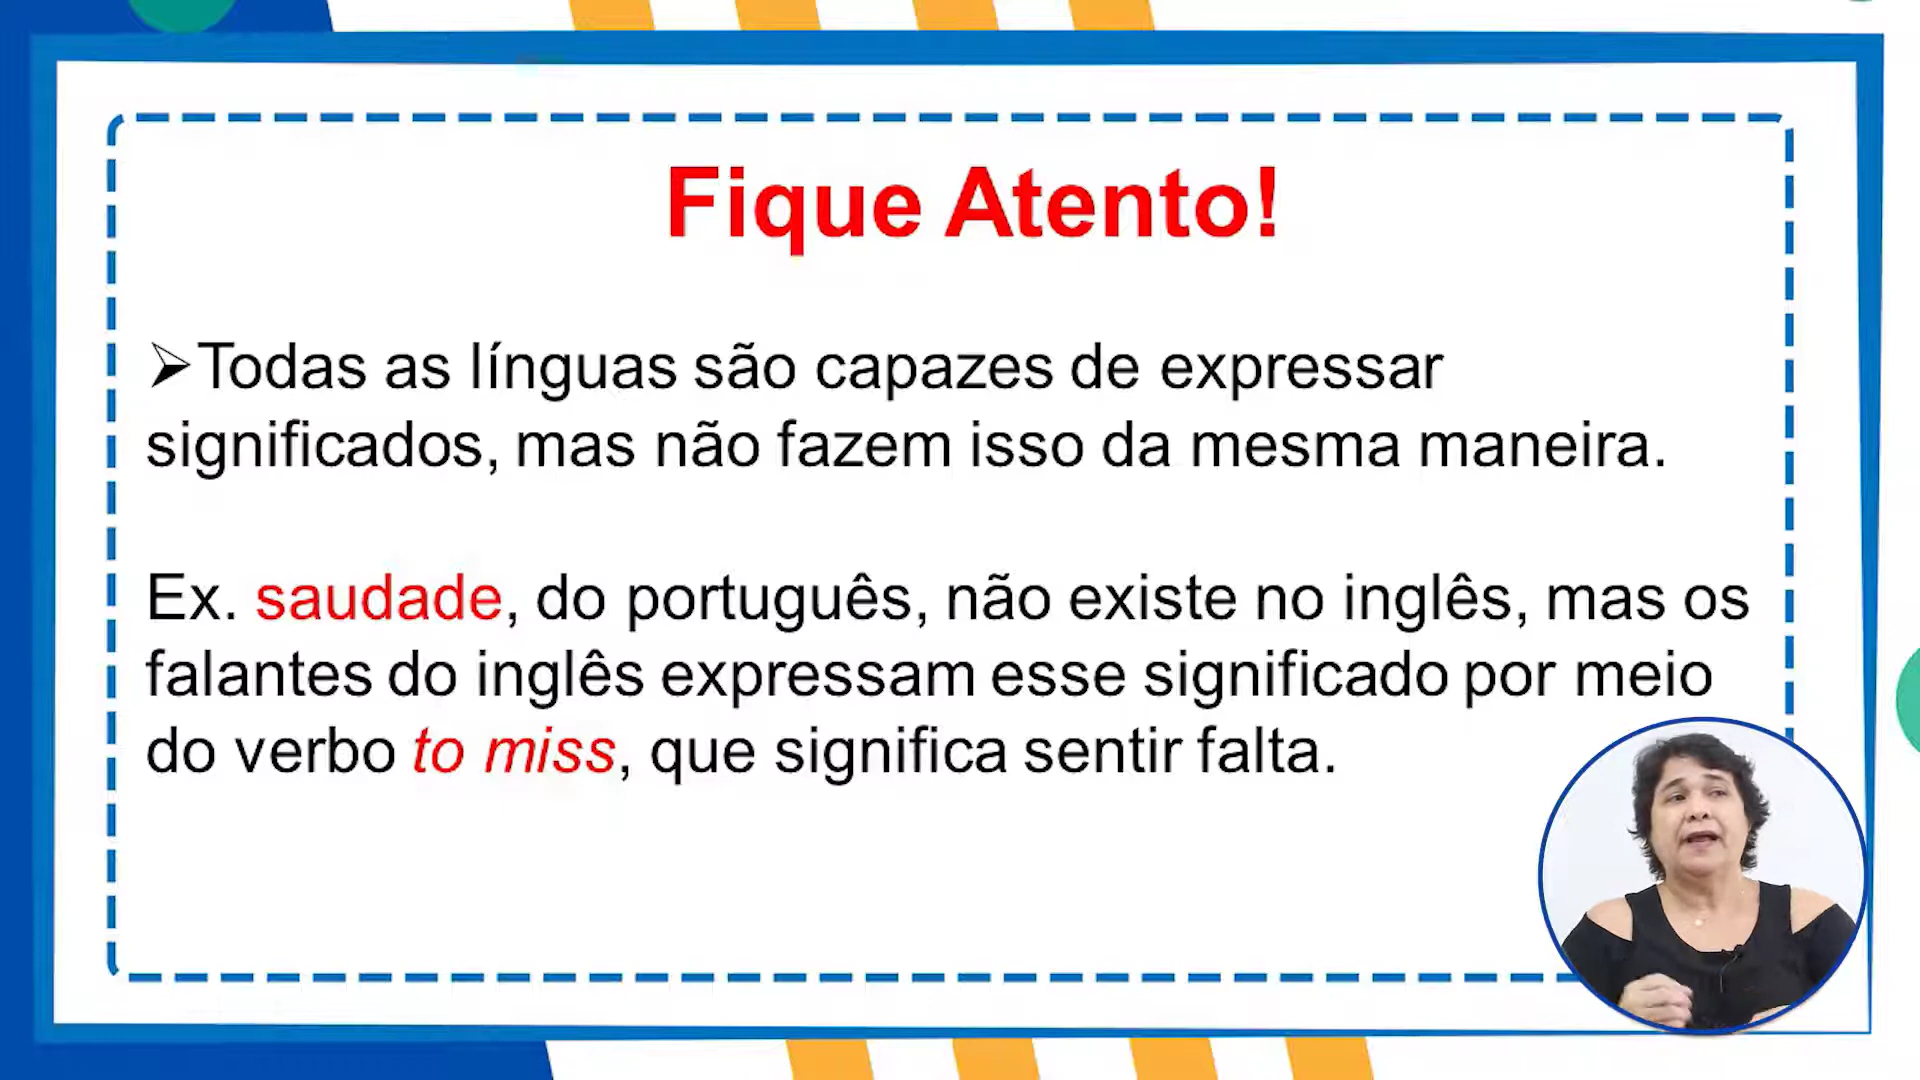 Fique Atento!
➢Todas as línguas são capazes de expressar
significados, mas não fazem isso da mesma maneira.
Ex. saudade, do português, não existe no inglês, mas os
falantes do inglês expressam esse significado por meio
do verbo to miss, que significa sentir falta.